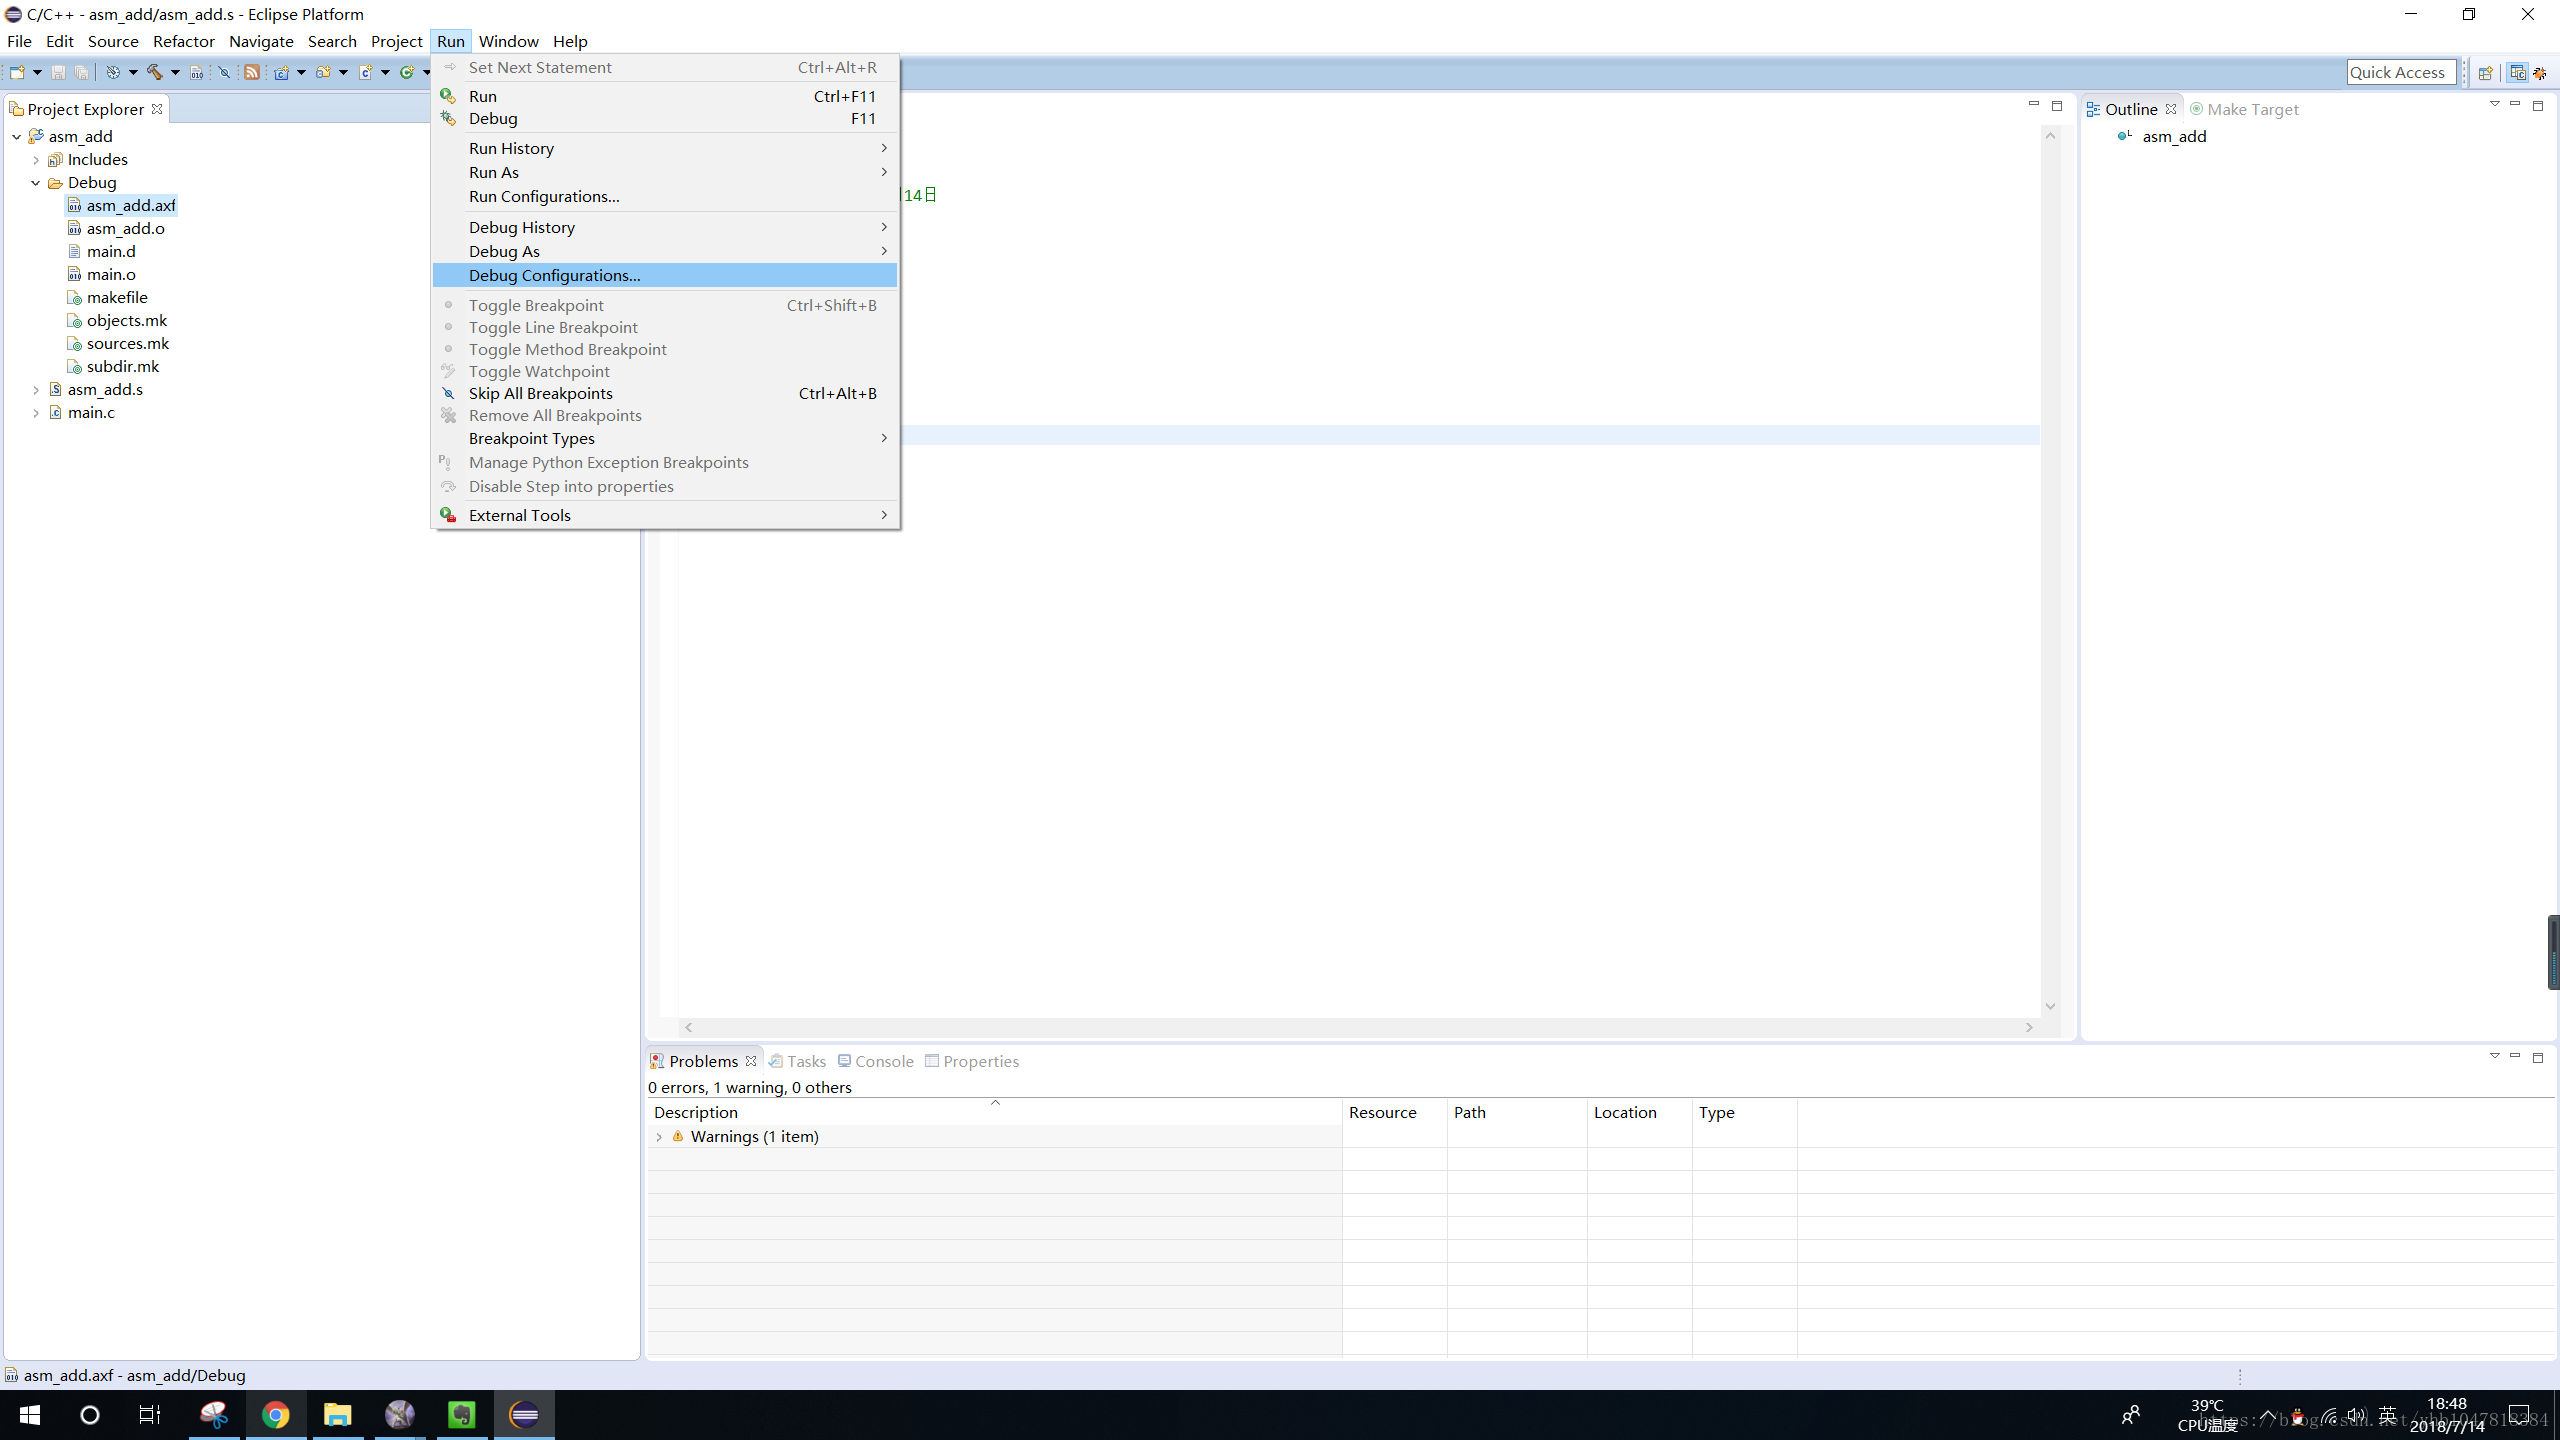 C/C++ - asm_add/asm_add.s - Eclipse Platform
File Edit Source Refactor Navigate Search Project Run Window Help
Quick Access
Set Next Statement Ctrl+Alt+R
Run Ctrl+F11
Debug F11
Run History
Run As
Run Configurations...
Debug History
Debug As
Debug Configurations...
Toggle Breakpoint Ctrl+Shift+B
Toggle Line Breakpoint
Toggle Method Breakpoint
Toggle Watchpoint
Skip All Breakpoints Ctrl+Alt+B
Remove All Breakpoints
Breakpoint Types
Manage Python Exception Breakpoints
Disable Step into properties
External Tools
Project Explorer
asm_add
Includes
Debug
asm_add.axf
asm_add.o
main.d
main.o
makefile
objects.mk
sources.mk
subdir.mk
asm_add.s
main.c
14日
Outline Make Target
asm_add
Problems Tasks Console Properties
0 errors, 1 warning, 0 others
Description Resource Path Location Type
Warnings (1 item)
asm_add.axf - asm_add/Debug
39℃
CPU温度
英
18:48
2018/7/14
https://blog.csdn.net/yhb1047818384